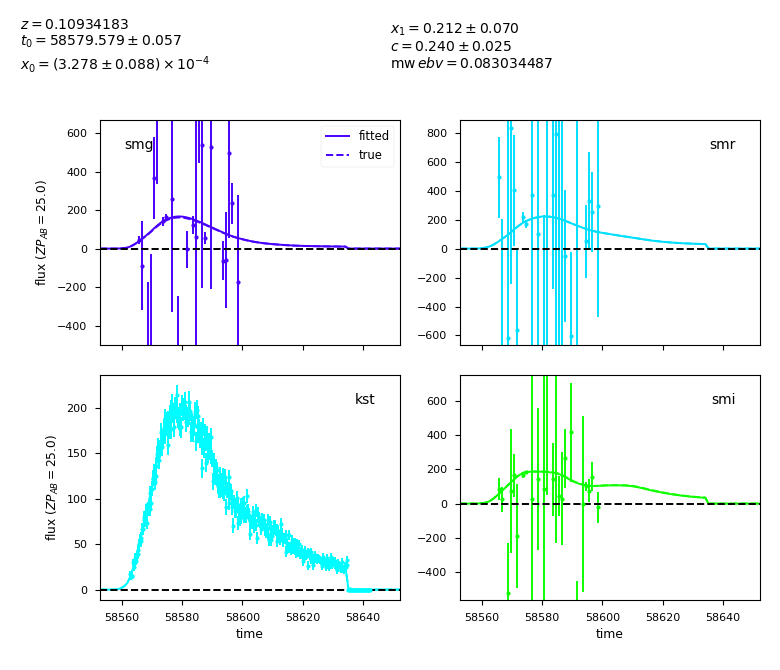 z = 0.10934183
t0 = 58579.579 ± 0.057
x0 = (3.278 ± 0.088) × 10^−4
x1 = 0.212 ± 0.070
c = 0.240 ± 0.025
mw ebv = 0.083034487
smg
fitted
true
600
400
200
0
−200
−400
flux (ZP_AB = 25.0)
smr
800
600
400
200
0
−200
−400
−600
kst
200
150
100
50
0
flux (ZP_AB = 25.0)
58560 58580 58600 58620 58640
time
smi
600
400
200
0
−200
−400
58560 58580 58600 58620 58640
time